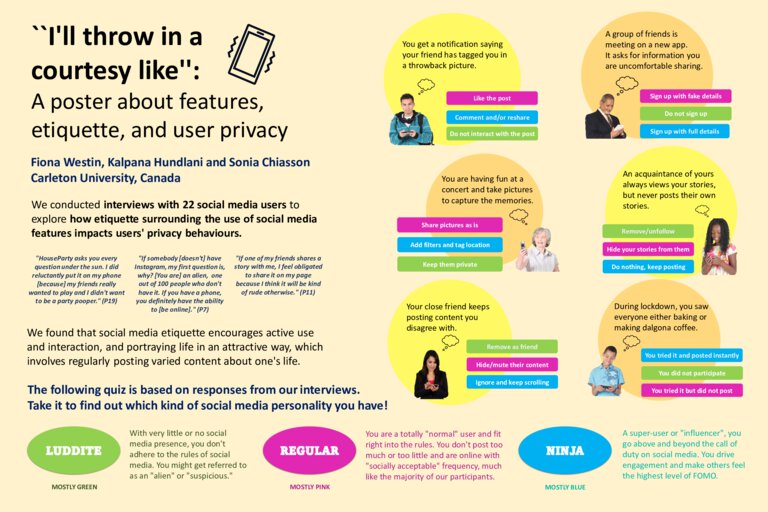 ``I'll throw in a
courtesy like'':
A poster about features,
etiquette, and user privacy
Fiona Westin, Kalpana Hundlani and Sonia Chiasson
Carleton University, Canada
We conducted interviews with 22 social media users to
explore how etiquette surrounding the use of social media
features impacts users' privacy behaviours.
"HouseParty asks you every
question under the sun. I did
reluctantly put it on my phone
[because] my friends really
wanted to play and I didn't want
to be a party pooper." (P19)
"If somebody [doesn't] have
Instagram, my first question is,
why? [You are] an alien, one
out of 100 people who don't
have it. If you have a phone,
you definitely have the ability
to [be online]." (P7)
"If one of my friends shares a
story with me, I feel obligated
to share it on my page
because I think it will be kind
of rude otherwise." (P11)
We found that social media etiquette encourages active use
and interaction, and portraying life in an attractive way, which
involves regularly posting varied content about one's life.
The following quiz is based on responses from our interviews.
Take it to find out which kind of social media personality you have!
You get a notification saying
your friend has tagged you in
a throwback picture.
Like the post
Comment and/or reshare
Do not interact with the post
A group of friends is
meeting on a new app.
It asks for information you
are uncomfortable sharing.
Sign up with fake details
Do not sign up
Sign up with full details
You are having fun at a
concert and take pictures
to capture the memories.
Share pictures as is
Add filters and tag location
Keep them private
An acquaintance of yours
always views your stories,
but never posts their own
stories.
Remove/unfollow
Hide your stories from them
Do nothing, keep posting
Your close friend keeps
posting content you
disagree with.
Remove as friend
Hide/mute their content
Ignore and keep scrolling
During lockdown, you saw
everyone either baking or
making dalgona coffee.
You tried it and posted instantly
You did not participate
You tried it but did not post
LUDDITE
MOSTLY GREEN
With very little or no social
media presence, you don't
adhere to the rules of social
media. You might get referred to
as an "alien" or "suspicious."
REGULAR
MOSTLY PINK
You are a totally "normal" user and fit
right into the rules. You don't post too
much or too little and are online with
"socially acceptable" frequency, much
like the majority of our participants.
NINJA
MOSTLY BLUE
A super-user or "influencer", you
go above and beyond the call of
duty on social media. You drive
engagement and make others feel
the highest level of FOMO.